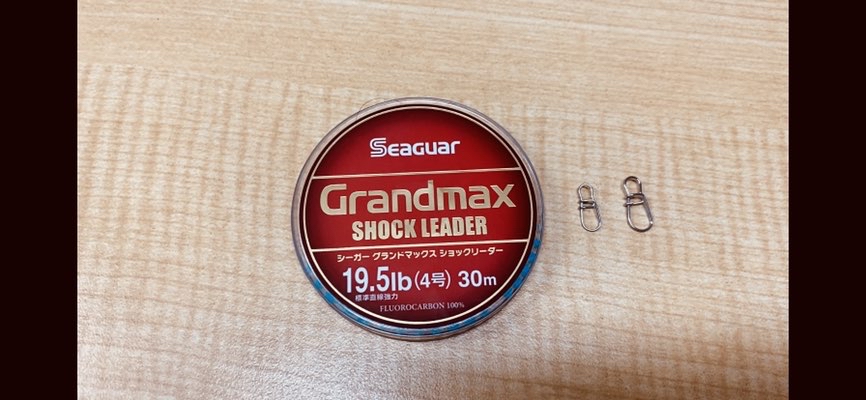 SEAGUAR
Grandmax
SHOCK LEADER
シーガー グランドマックス ショックリーダー
19.5lb (4号) 30m
標準直線強力
FLUOROCARBON 100%